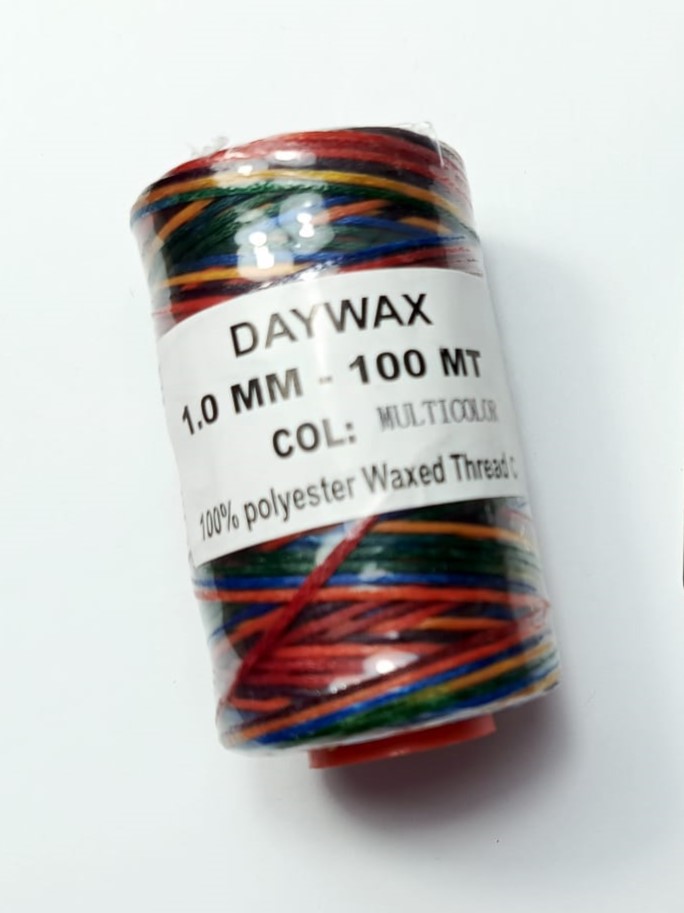 DAYWAX
1.0 MM - 100 MT
COL: MULTICOLOR
100% polyester Waxed Thread